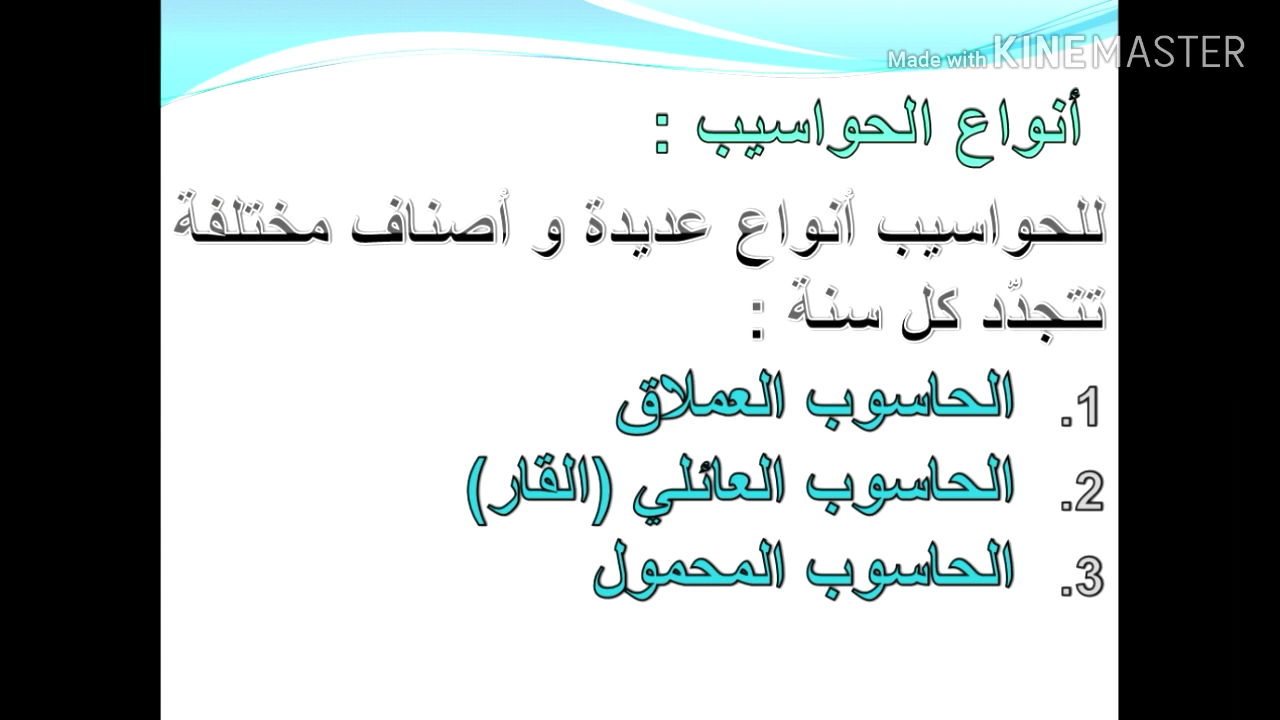 Made with KINEMASTER
أنواع الحواسيب :
للحواسيب أنواع عديدة و أصناف مختلفة
تتجدّد كل سنة :
1. الحاسوب العملاق
2. الحاسوب العائلي (القار)
3. الحاسوب المحمول